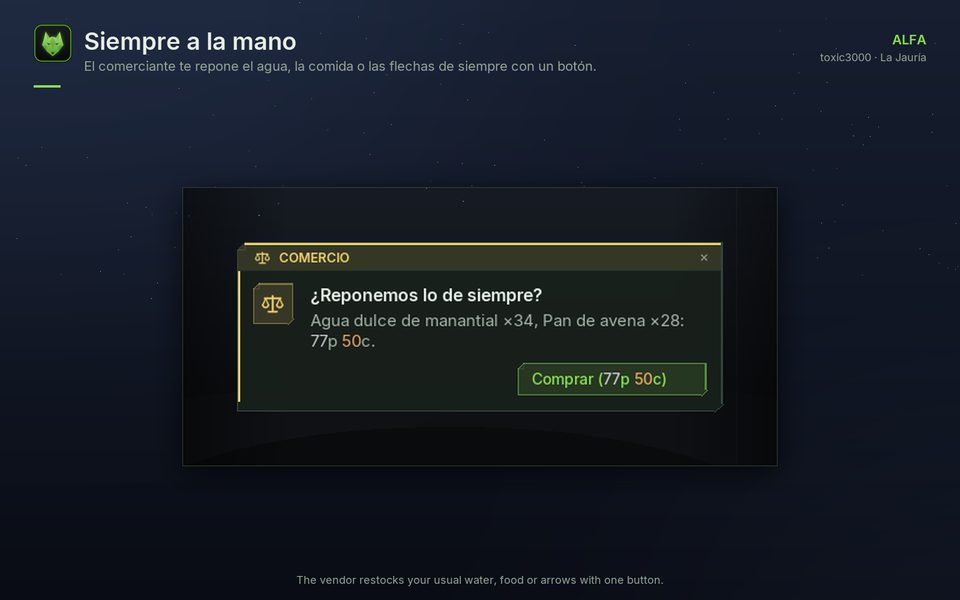 Siempre a la mano
El comerciante te repone el agua, la comida o las flechas de siempre con un botón.
ALFA
toxic3000 · La Jauría
COMERCIO ×
¿Reponemos lo de siempre?
Agua dulce de manantial ×34, Pan de avena ×28:
77p 50c.
Comprar (77p 50c)
The vendor restocks your usual water, food or arrows with one button.